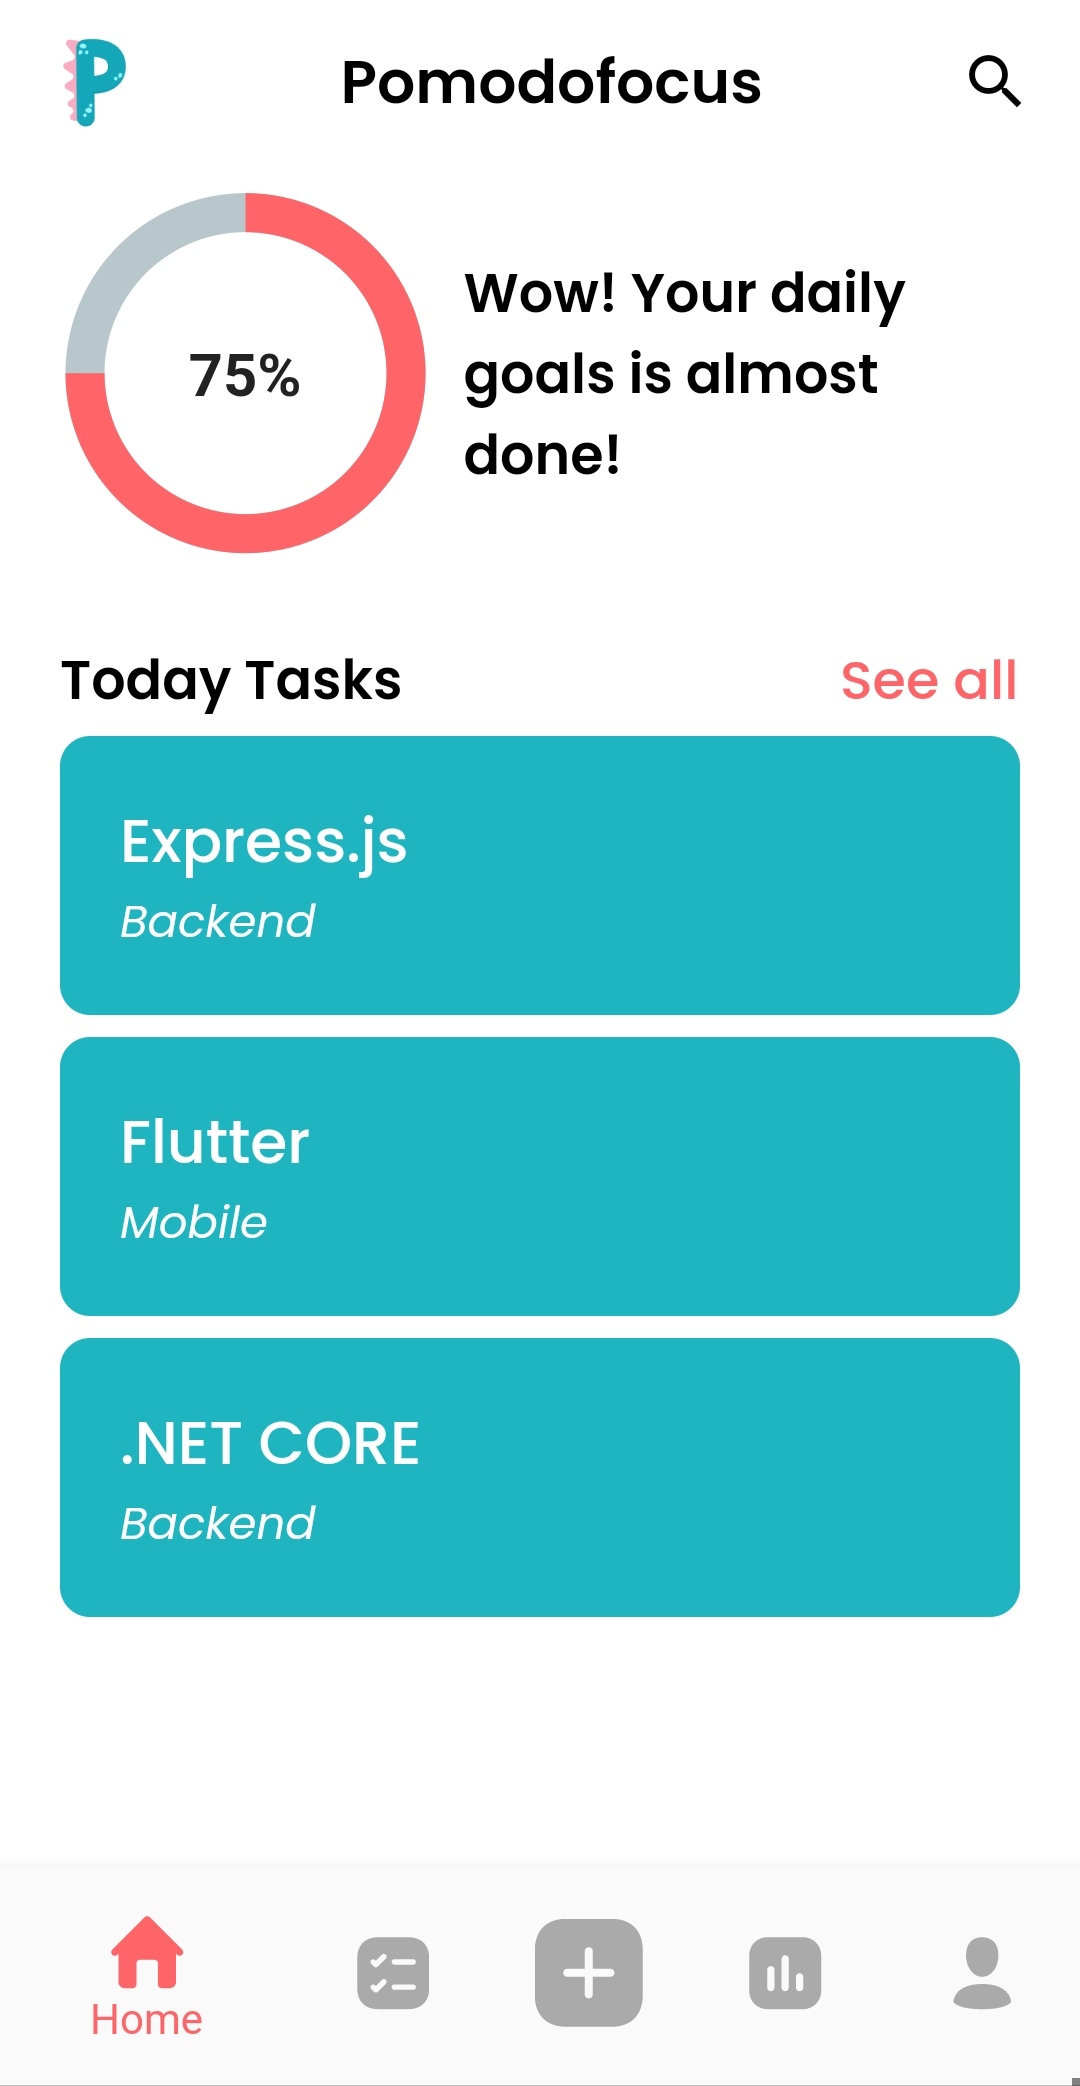 P
Pomodofocus
75%
Wow! Your daily
goals is almost
done!
Today Tasks
See all
Express.js
Backend
Flutter
Mobile
.NET CORE
Backend
Home